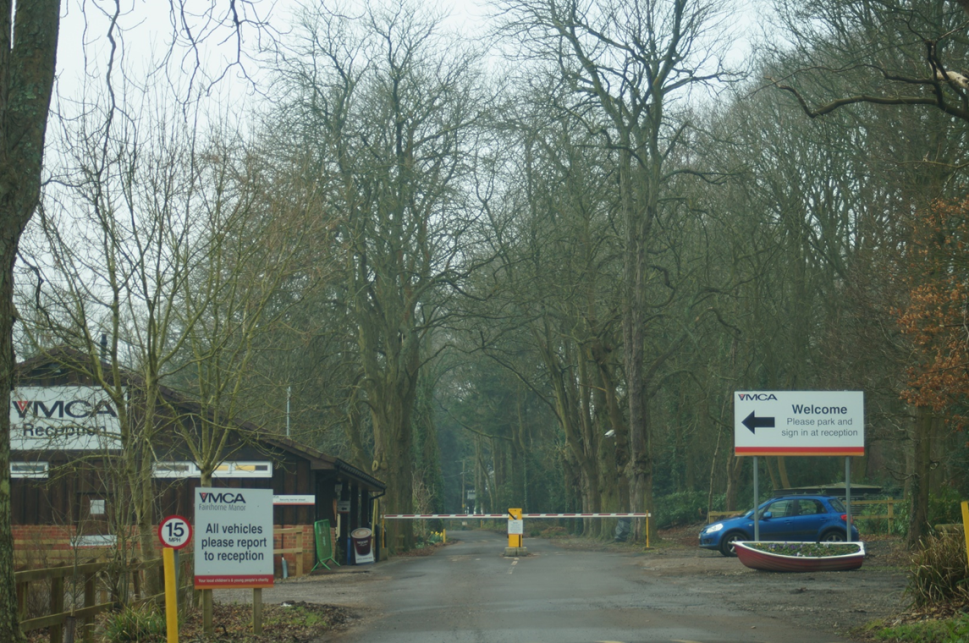 YMCA
Reception
YMCA
Fairthorne Manor
All vehicles
please report
to reception
15
MPH
YMCA
Welcome
Please park and
sign in at reception